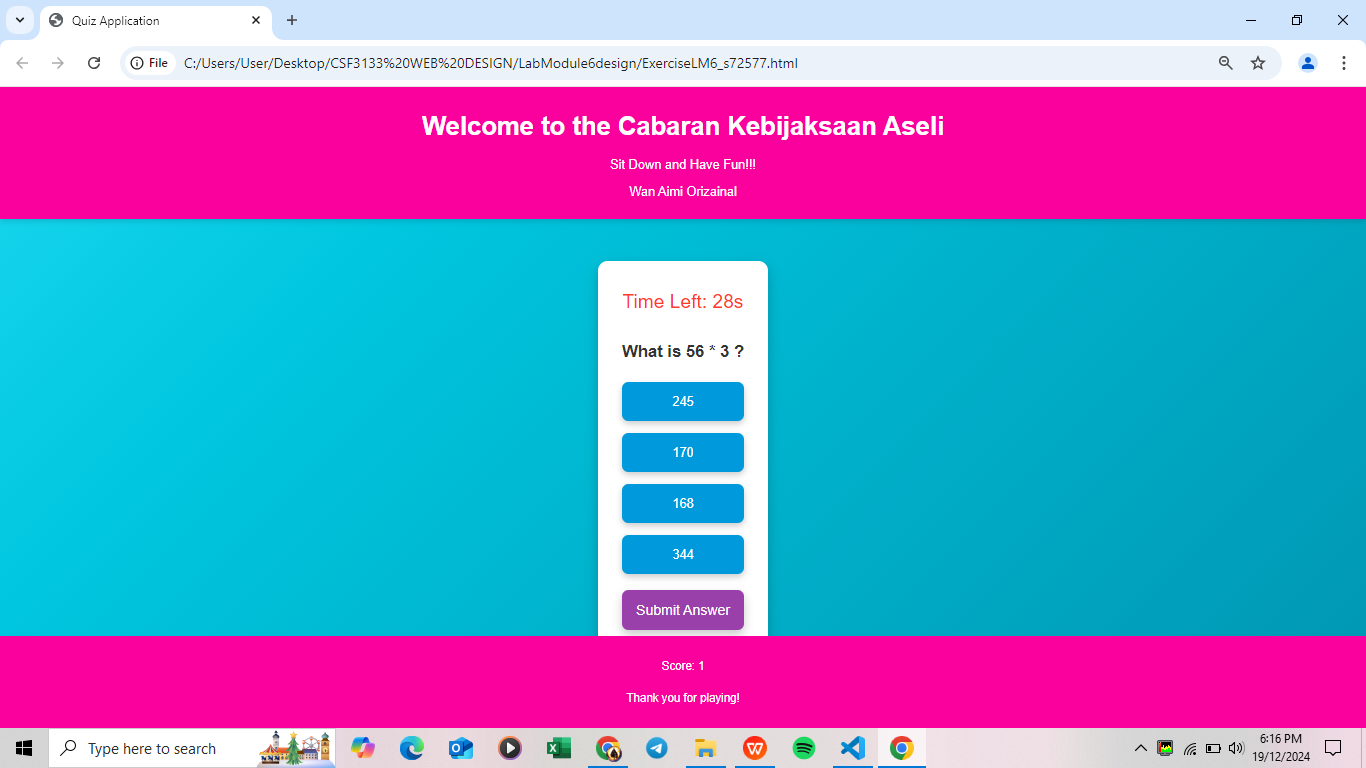 Quiz Application
File
C:/Users/User/Desktop/CSF3133%20WEB%20DESIGN/LabModule6design/ExerciseLM6_s72577.html
Welcome to the Cabaran Kebijaksaan Aseli
Sit Down and Have Fun!!!
Wan Aimi Orizainal
Time Left: 28s
What is 56 * 3 ?
245
170
168
344
Submit Answer
Score: 1
Thank you for playing!
Type here to search
6:16 PM
19/12/2024